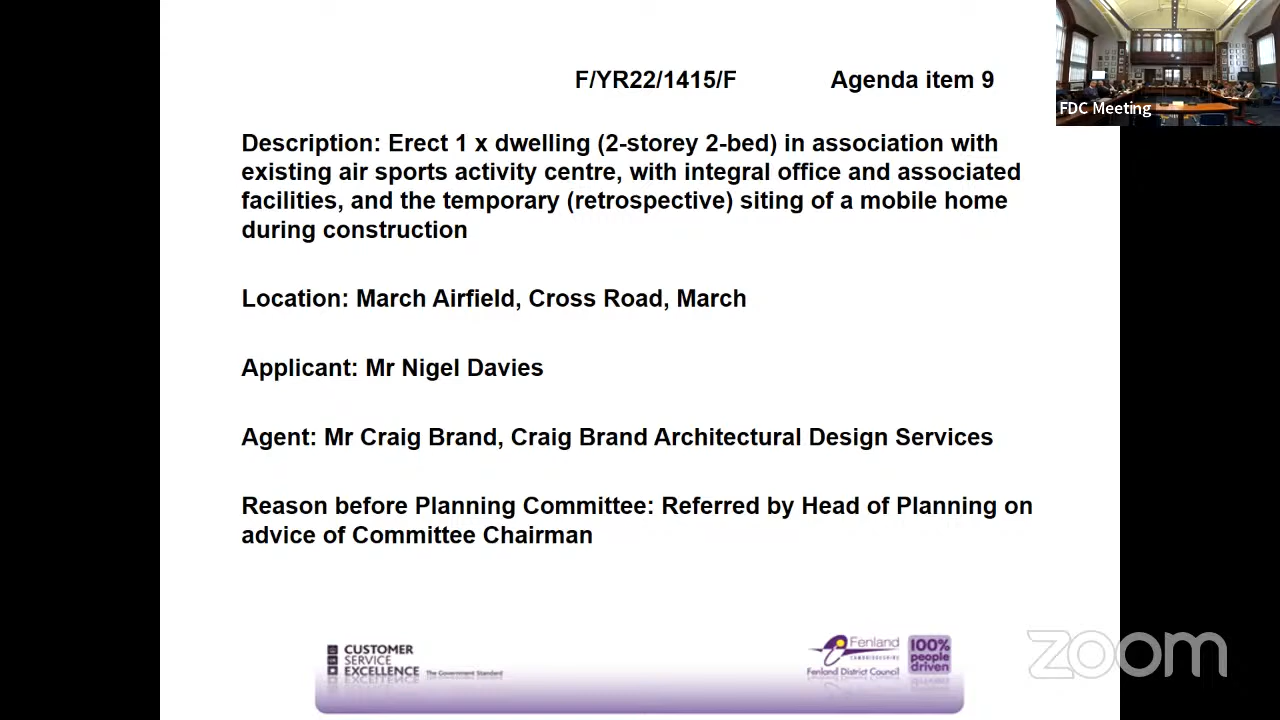 F/YR22/1415/F Agenda item 9
FDC Meeting
Description: Erect 1 x dwelling (2-storey 2-bed) in association with
existing air sports activity centre, with integral office and associated
facilities, and the temporary (retrospective) siting of a mobile home
during construction
Location: March Airfield, Cross Road, March
Applicant: Mr Nigel Davies
Agent: Mr Craig Brand, Craig Brand Architectural Design Services
Reason before Planning Committee: Referred by Head of Planning on
advice of Committee Chairman
CUSTOMER
SERVICE
EXCELLENCE The Government Standard
Fenland
CAMBRIDGESHIRE
Fenland District Council
100%
people
driven
zoom